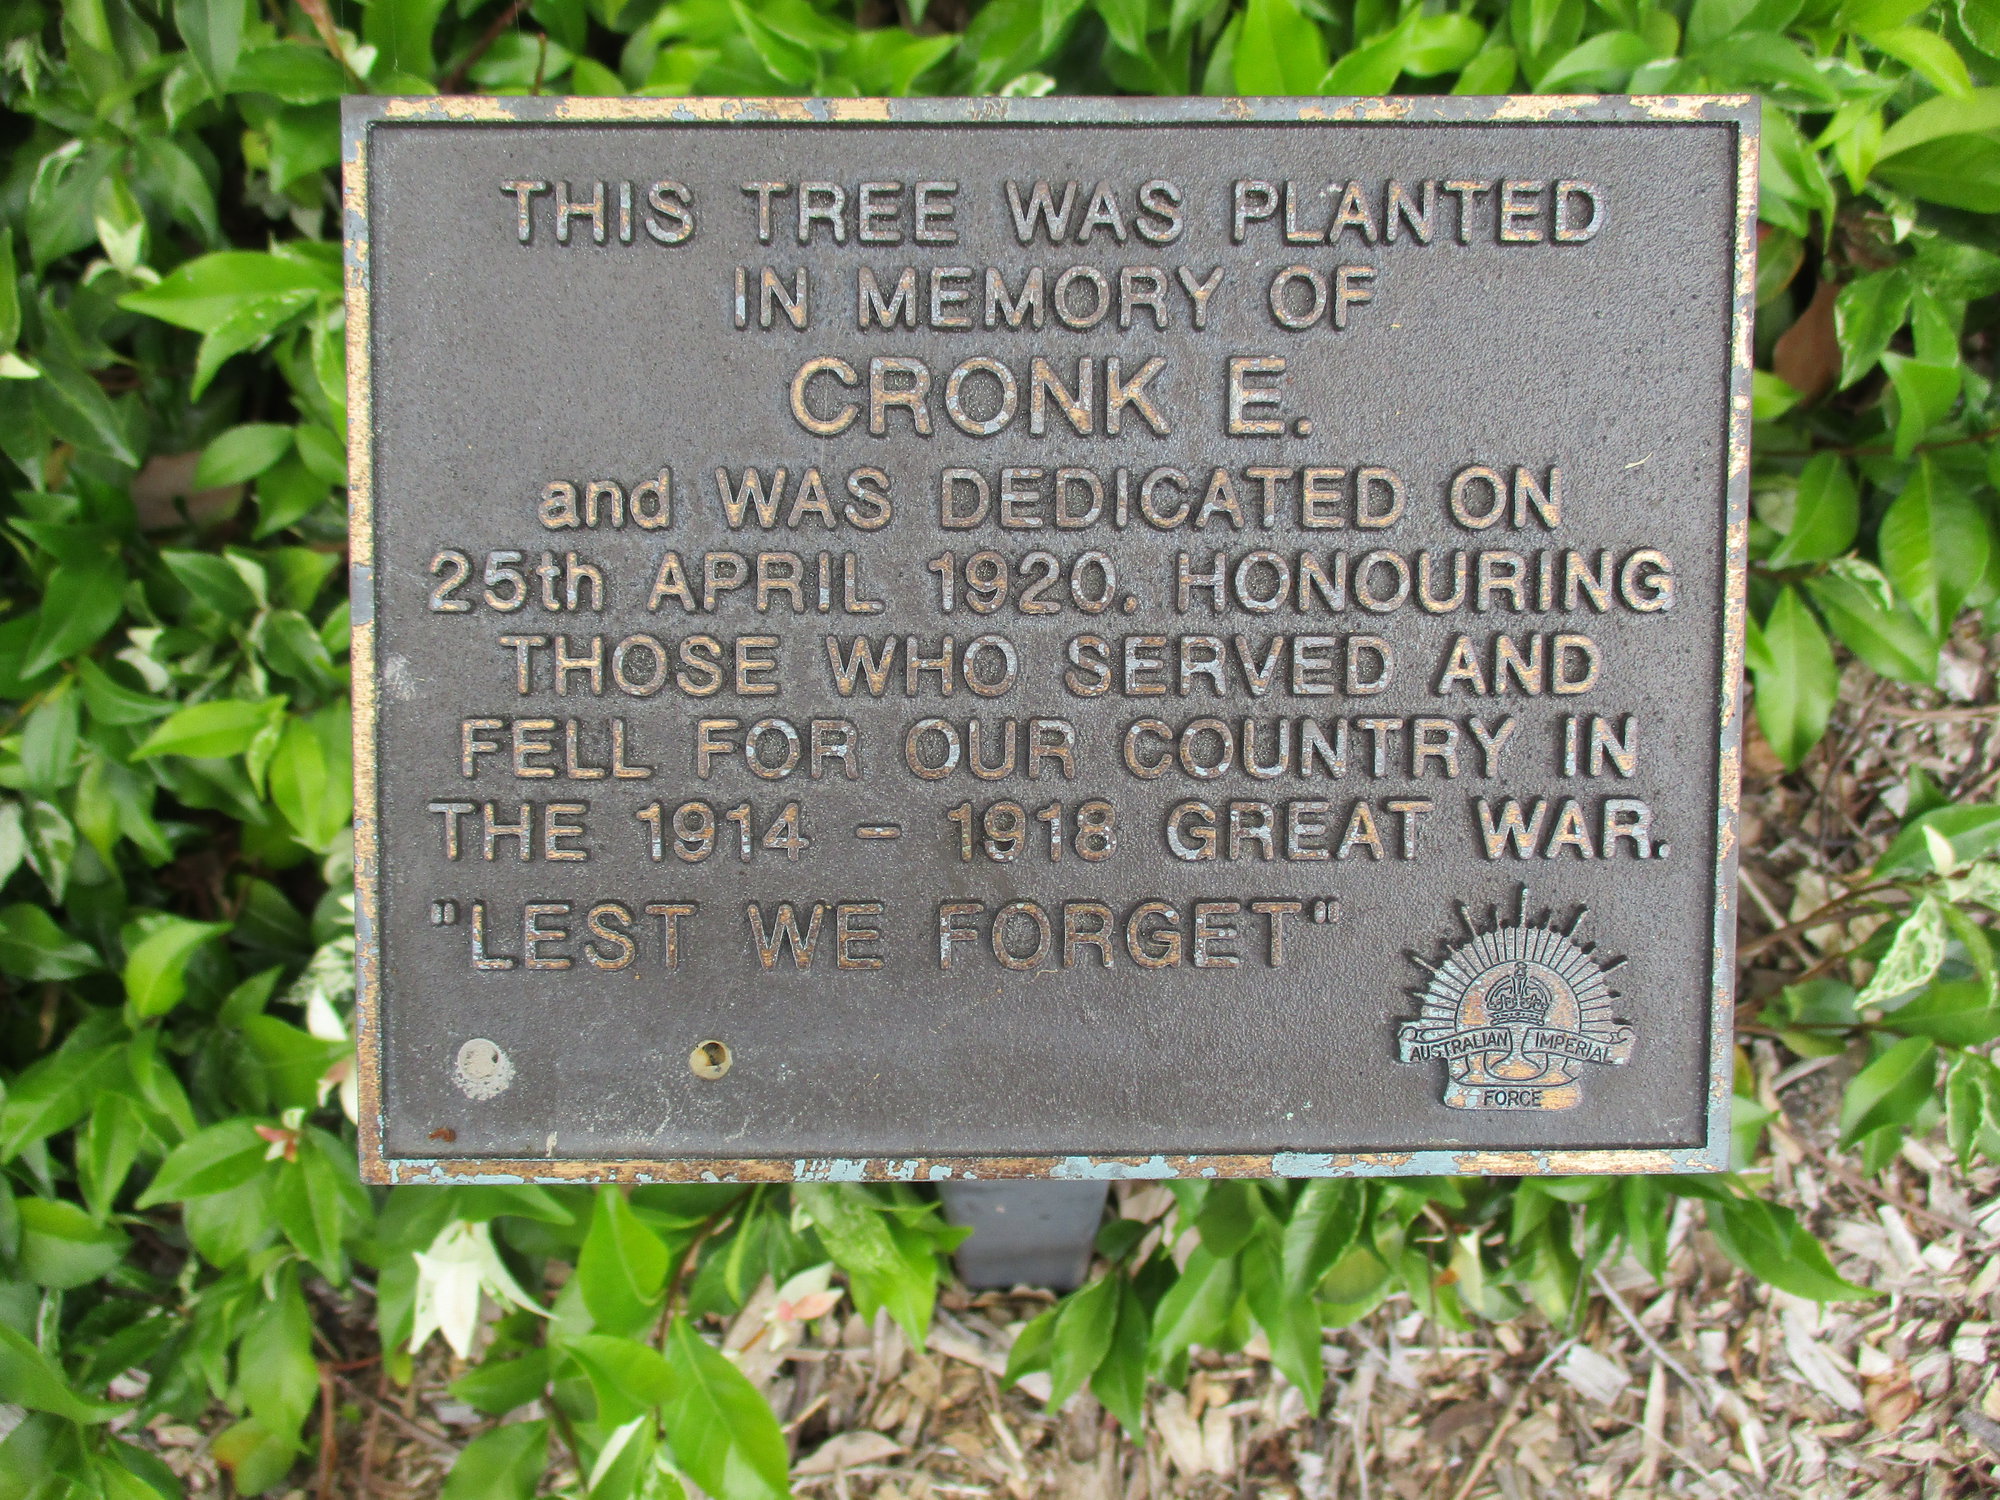 THIS TREE WAS PLANTED
IN MEMORY OF
CRONK E.
and WAS DEDICATED ON
25th APRIL 1920. HONOURING
THOSE WHO SERVED AND
FELL FOR OUR COUNTRY IN
THE 1914 – 1918 GREAT WAR.
"LEST WE FORGET"
AUSTRALIAN IMPERIAL
FORCE